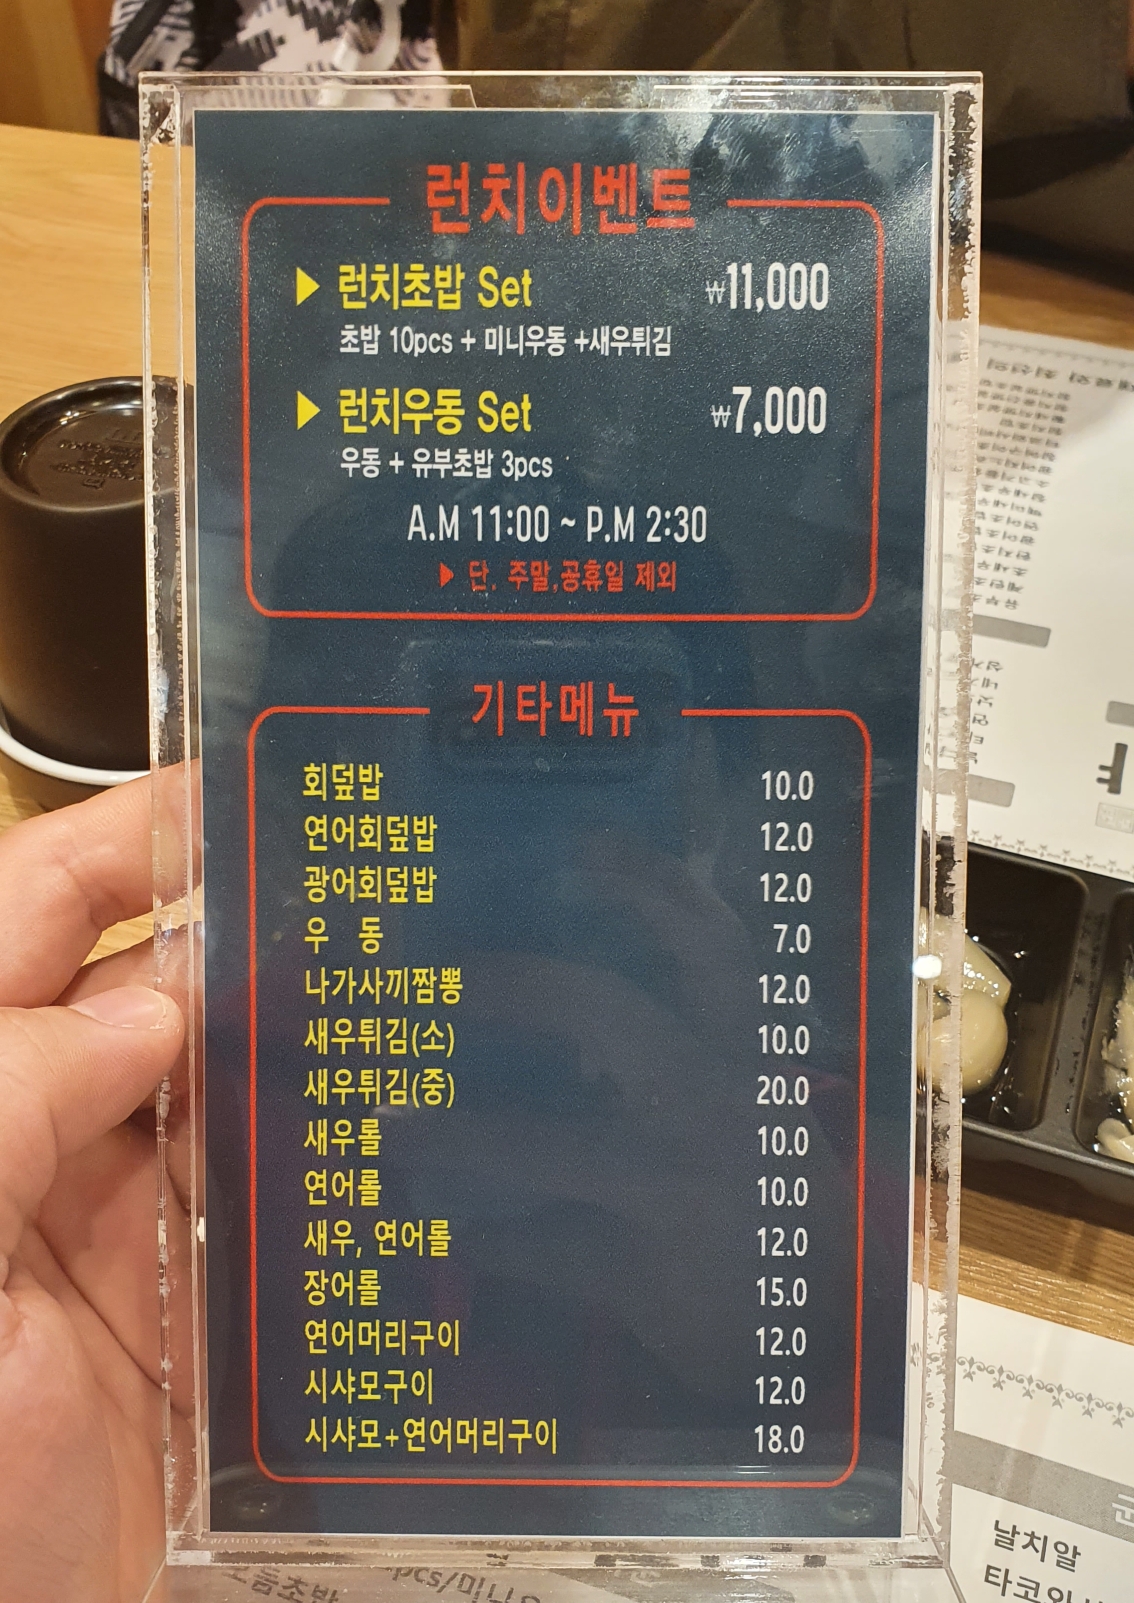 런치이벤트
▶ 런치초밥 Set ₩11,000
초밥 10pcs + 미니우동 +새우튀김
▶ 런치우동 Set ₩7,000
우동 + 유부초밥 3pcs
A.M 11:00 ~ P.M 2:30
▶ 단, 주말,공휴일 제외
기타메뉴
회덮밥 10.0
연어회덮밥 12.0
광어회덮밥 12.0
우 동 7.0
나가사끼짬뽕 12.0
새우튀김(소) 10.0
새우튀김(중) 20.0
새우롤 10.0
연어롤 10.0
새우, 연어롤 12.0
장어롤 15.0
연어머리구이 12.0
시샤모구이 12.0
시샤모+연어머리구이 18.0
날치알